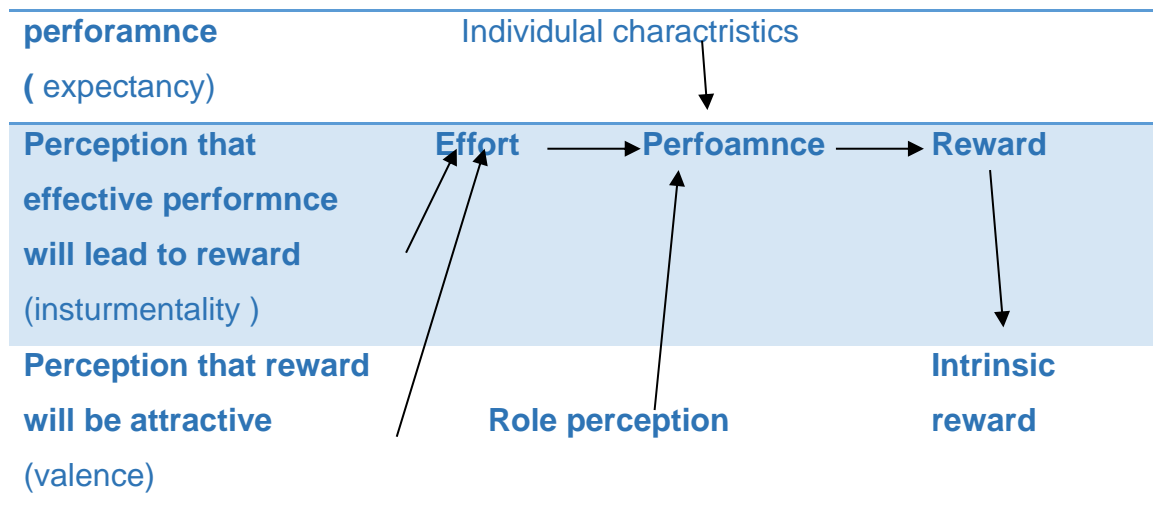 perforamnce Individulal charactristics
( expectancy)
Perception that Effort Perfoamnce Reward
effective performnce
will lead to reward
(insturmentality )
Perception that reward Intrinsic
will be attractive Role perception reward
(valence)